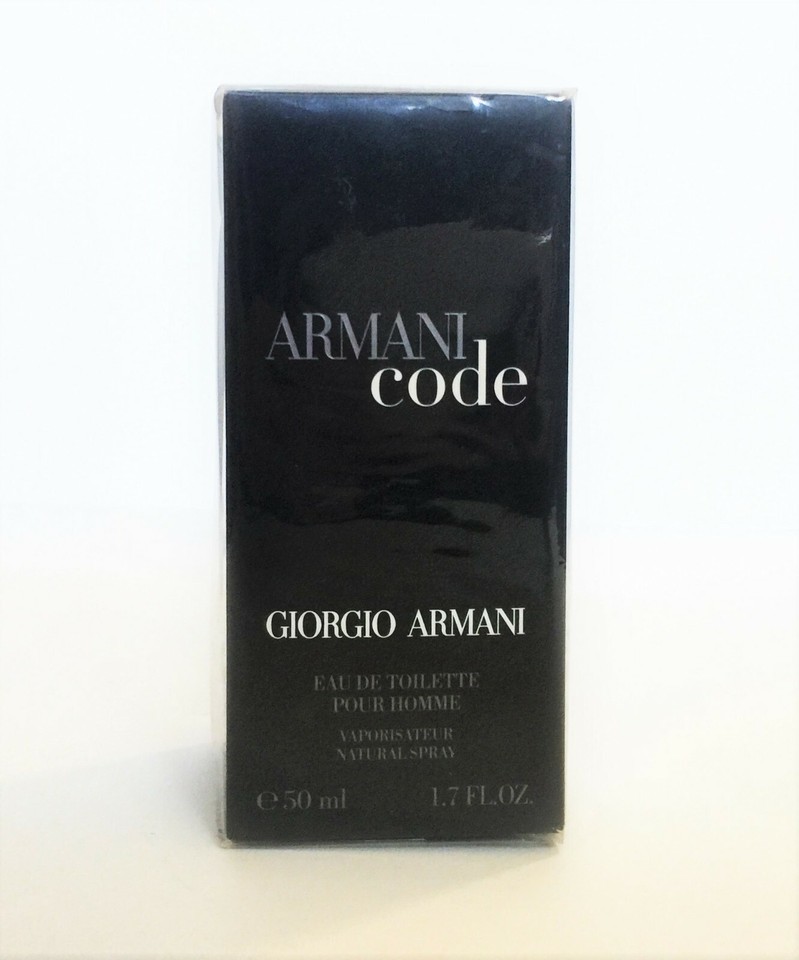 ARMANI
code
GIORGIO ARMANI
EAU DE TOILETTE
POUR HOMME
VAPORISATEUR
NATURAL SPRAY
℮ 50 ml 1.7 FL.OZ.